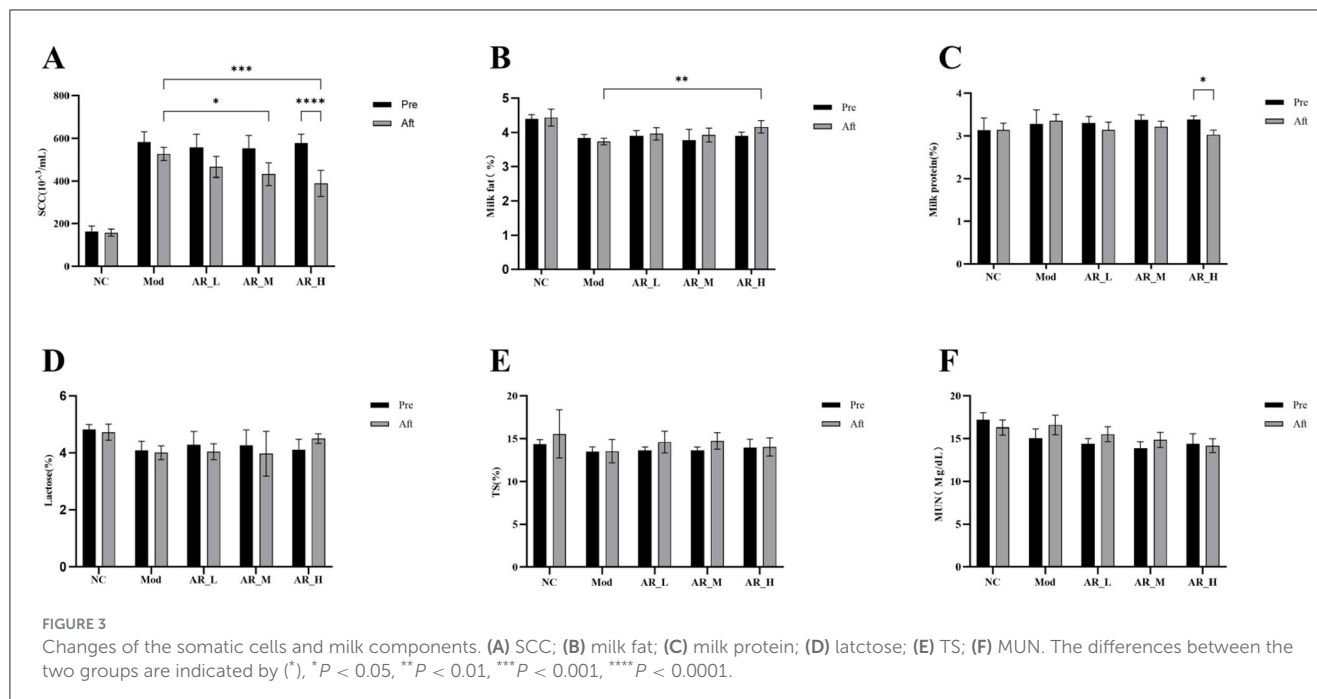 A
***
*
****
800
600
400
200
0
SCC(10^3/mL)
NC Mod AR_L AR_M AR_H
Pre
Aft
B
**
5
4
3
2
1
0
Milk fat( %)
NC Mod AR_L AR_M AR_H
Pre
Aft
C
*
4
3
2
1
0
Milk protein(%)
NC Mod AR_L AR_M AR_H
Pre
Aft
D
6
4
2
0
Lactose(%)
NC Mod AR_L AR_M AR_H
Pre
Aft
E
20
15
10
5
0
TS(%)
NC Mod AR_L AR_M AR_H
Pre
Aft
F
20
15
10
5
0
MUN( Mg/dL)
NC Mod AR_L AR_M AR_H
Pre
Aft
FIGURE 3
Changes of the somatic cells and milk components. (A) SCC; (B) milk fat; (C) milk protein; (D) latctose; (E) TS; (F) MUN. The differences between the
two groups are indicated by (*), *P < 0.05, **P < 0.01, ***P < 0.001, ****P < 0.0001.